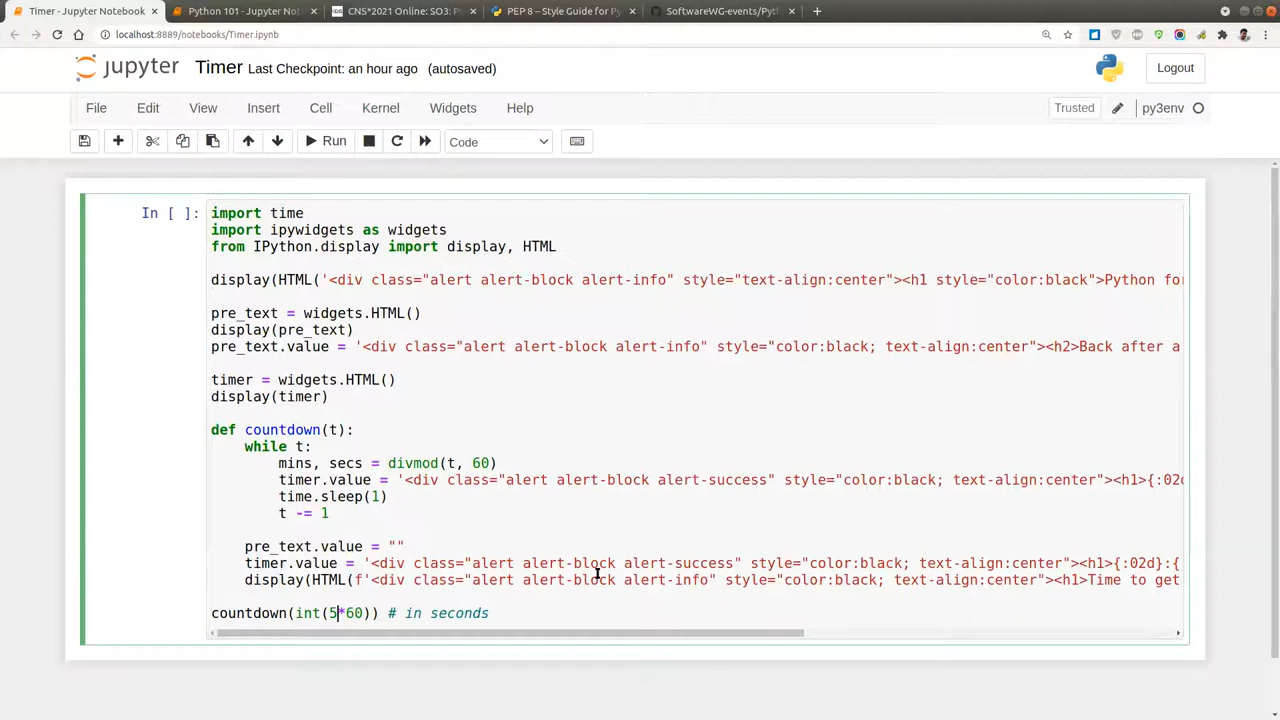 Timer - Jupyter Notebook
Python 101 - Jupyter Note
CNS*2021 Online: SO3: P
PEP 8 – Style Guide for P
SoftwareWG-events/Pyt
localhost:8889/notebooks/Timer.ipynb
jupyter Timer Last Checkpoint: an hour ago (autosaved)
Logout
File Edit View Insert Cell Kernel Widgets Help
Trusted
py3env
Run
Code
In [ ]:
import time
import ipywidgets as widgets
from IPython.display import display, HTML
display(HTML('<div class="alert alert-block alert-info" style="text-align:center"><h1 style="color:black">Python for
pre_text = widgets.HTML()
display(pre_text)
pre_text.value = '<div class="alert alert-block alert-info" style="color:black; text-align:center"><h2>Back after a
timer = widgets.HTML()
display(timer)
def countdown(t):
while t:
mins, secs = divmod(t, 60)
timer.value = '<div class="alert alert-block alert-success" style="color:black; text-align:center"><h1>{:02d
time.sleep(1)
t -= 1
pre_text.value = ""
timer.value = '<div class="alert alert-block alert-success" style="color:black; text-align:center"><h1>{:02d}:{
display(HTML(f'<div class="alert alert-block alert-info" style="color:black; text-align:center"><h1>Time to get
countdown(int(5*60)) # in seconds